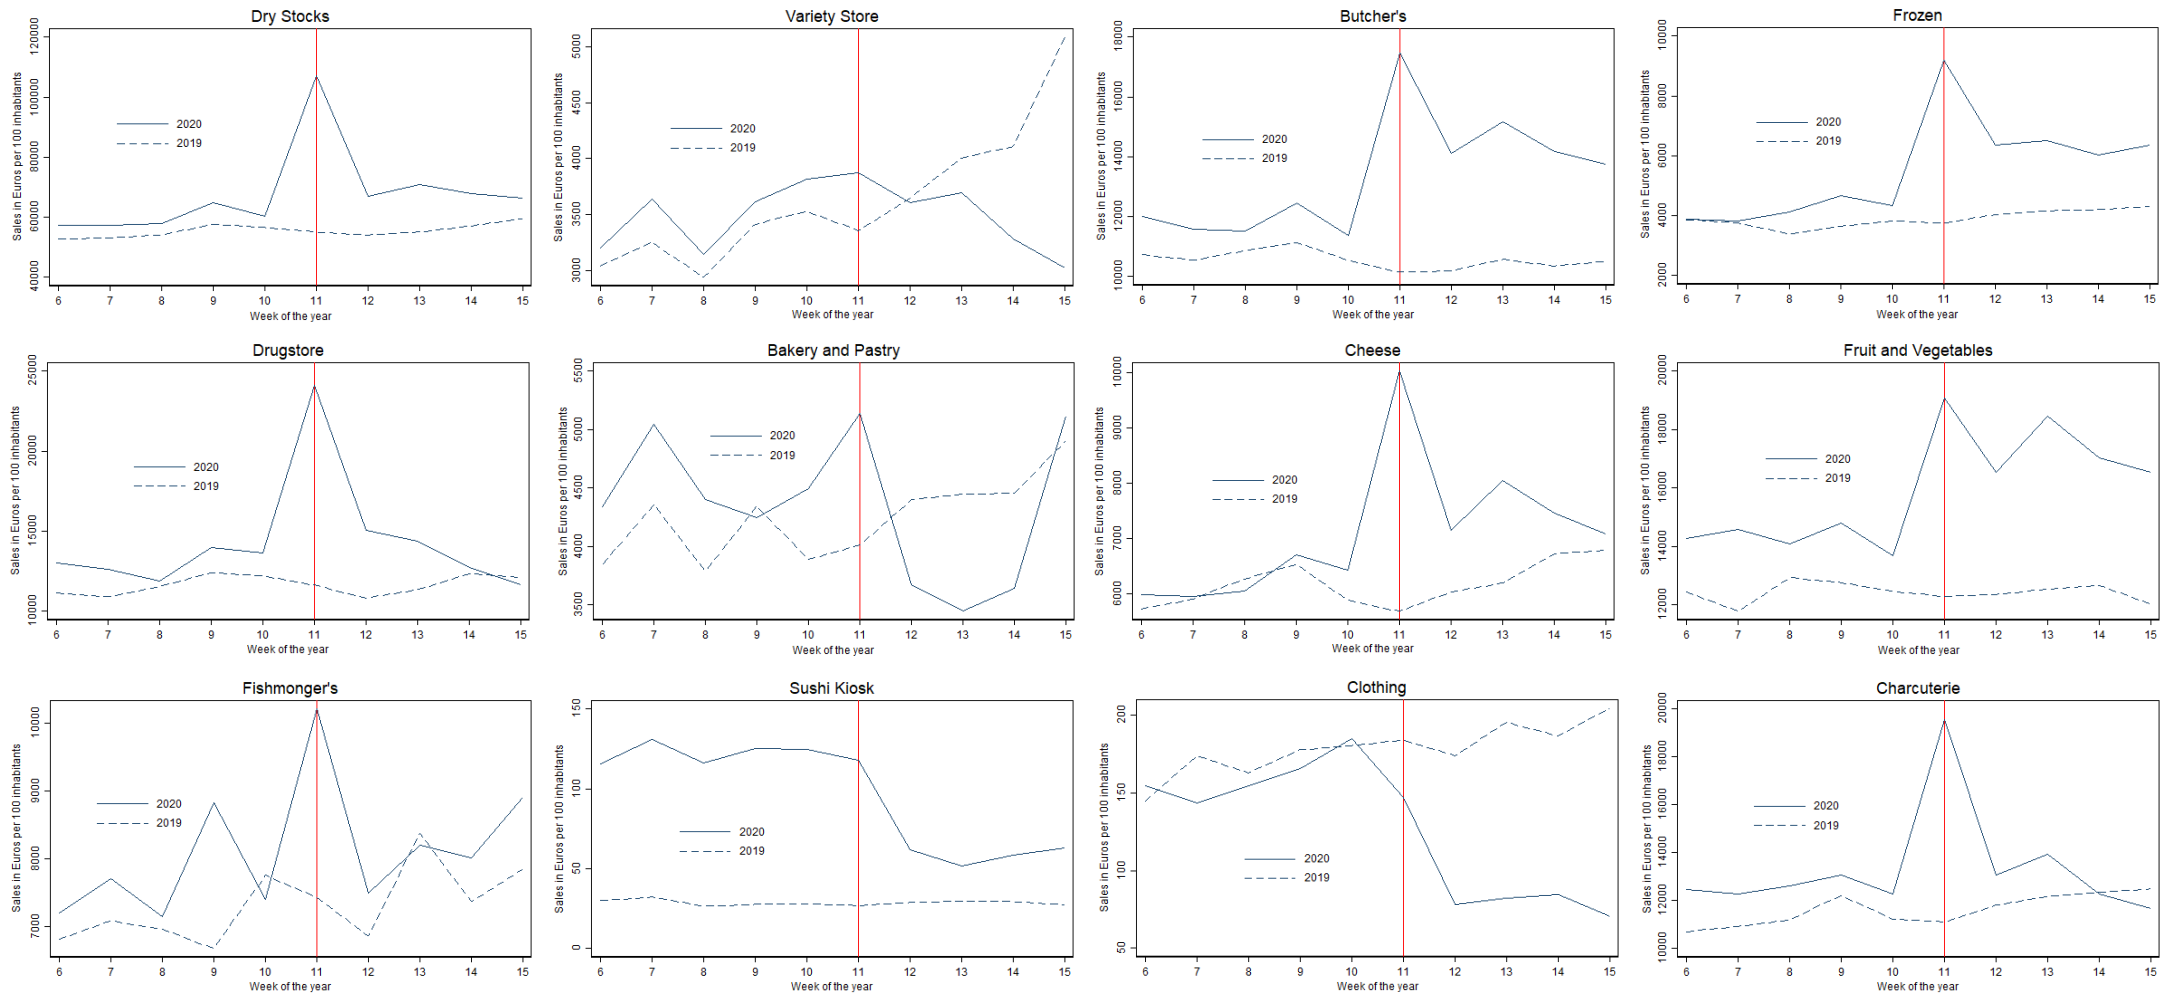 Dry Stocks
Sales in Euros per 100 inhabitants
120000
100000
80000
60000
40000
2020
2019
6 7 8 9 10 11 12 13 14 15
Week of the year
Variety Store
Sales in Euros per 100 inhabitants
5000
4500
4000
3500
3000
2020
2019
6 7 8 9 10 11 12 13 14 15
Week of the year
Butcher's
Sales in Euros per 100 inhabitants
18000
16000
14000
12000
10000
2020
2019
6 7 8 9 10 11 12 13 14 15
Week of the year
Frozen
Sales in Euros per 100 inhabitants
10000
8000
6000
4000
2000
2020
2019
6 7 8 9 10 11 12 13 14 15
Week of the year
Drugstore
Sales in Euros per 100 inhabitants
25000
20000
15000
10000
2020
2019
6 7 8 9 10 11 12 13 14 15
Week of the year
Bakery and Pastry
Sales in Euros per 100 inhabitants
5500
5000
4500
4000
3500
2020
2019
6 7 8 9 10 11 12 13 14 15
Week of the year
Cheese
Sales in Euros per 100 inhabitants
10000
9000
8000
7000
6000
2020
2019
6 7 8 9 10 11 12 13 14 15
Week of the year
Fruit and Vegetables
Sales in Euros per 100 inhabitants
20000
18000
16000
14000
12000
2020
2019
6 7 8 9 10 11 12 13 14 15
Week of the year
Fishmonger's
Sales in Euros per 100 inhabitants
10000
9000
8000
7000
2020
2019
6 7 8 9 10 11 12 13 14 15
Week of the year
Sushi Kiosk
Sales in Euros per 100 inhabitants
150
100
50
0
2020
2019
6 7 8 9 10 11 12 13 14 15
Week of the year
Clothing
Sales in Euros per 100 inhabitants
200
150
100
50
2020
2019
6 7 8 9 10 11 12 13 14 15
Week of the year
Charcuterie
Sales in Euros per 100 inhabitants
20000
18000
16000
14000
12000
10000
2020
2019
6 7 8 9 10 11 12 13 14 15
Week of the year